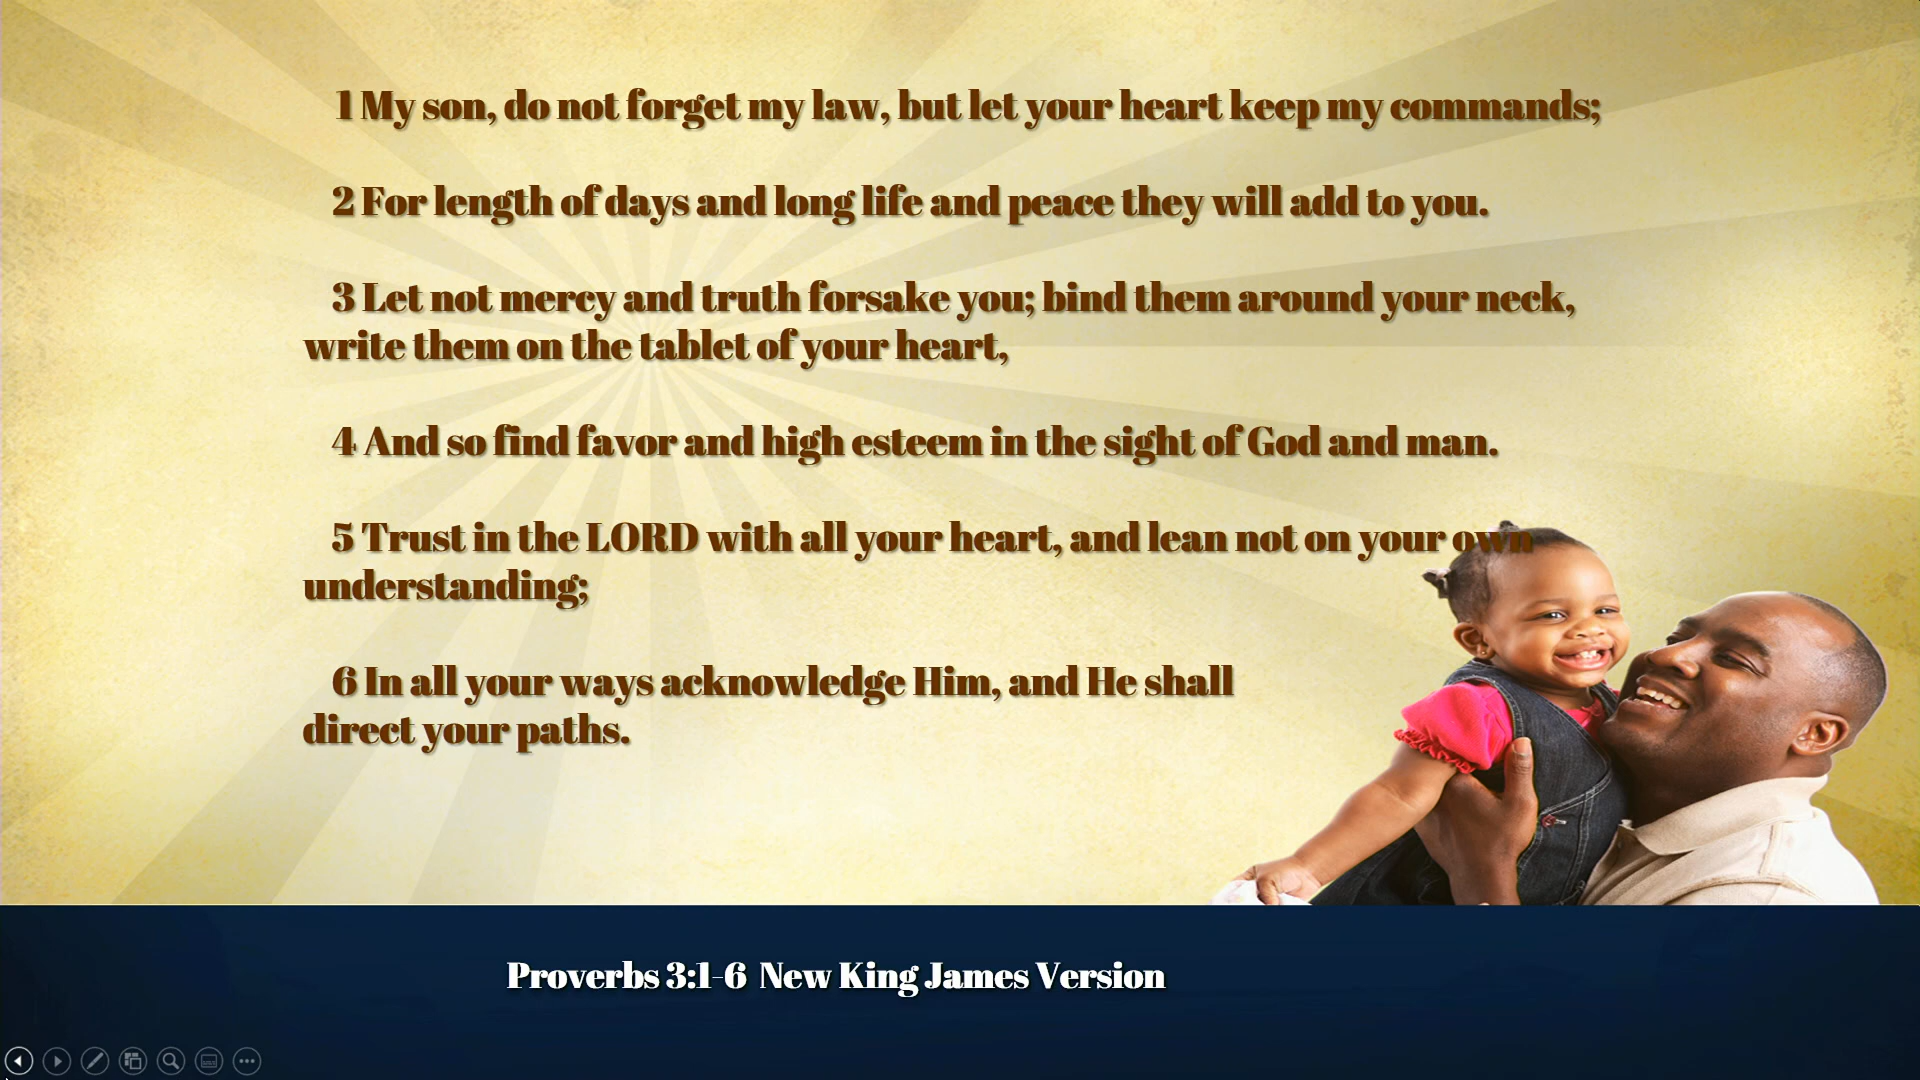 1 My son, do not forget my law, but let your heart keep my commands;
2 For length of days and long life and peace they will add to you.
3 Let not mercy and truth forsake you; bind them around your neck,
write them on the tablet of your heart,
4 And so find favor and high esteem in the sight of God and man.
5 Trust in the LORD with all your heart, and lean not on your own
understanding;
6 In all your ways acknowledge Him, and He shall
direct your paths.
Proverbs 3:1-6 New King James Version